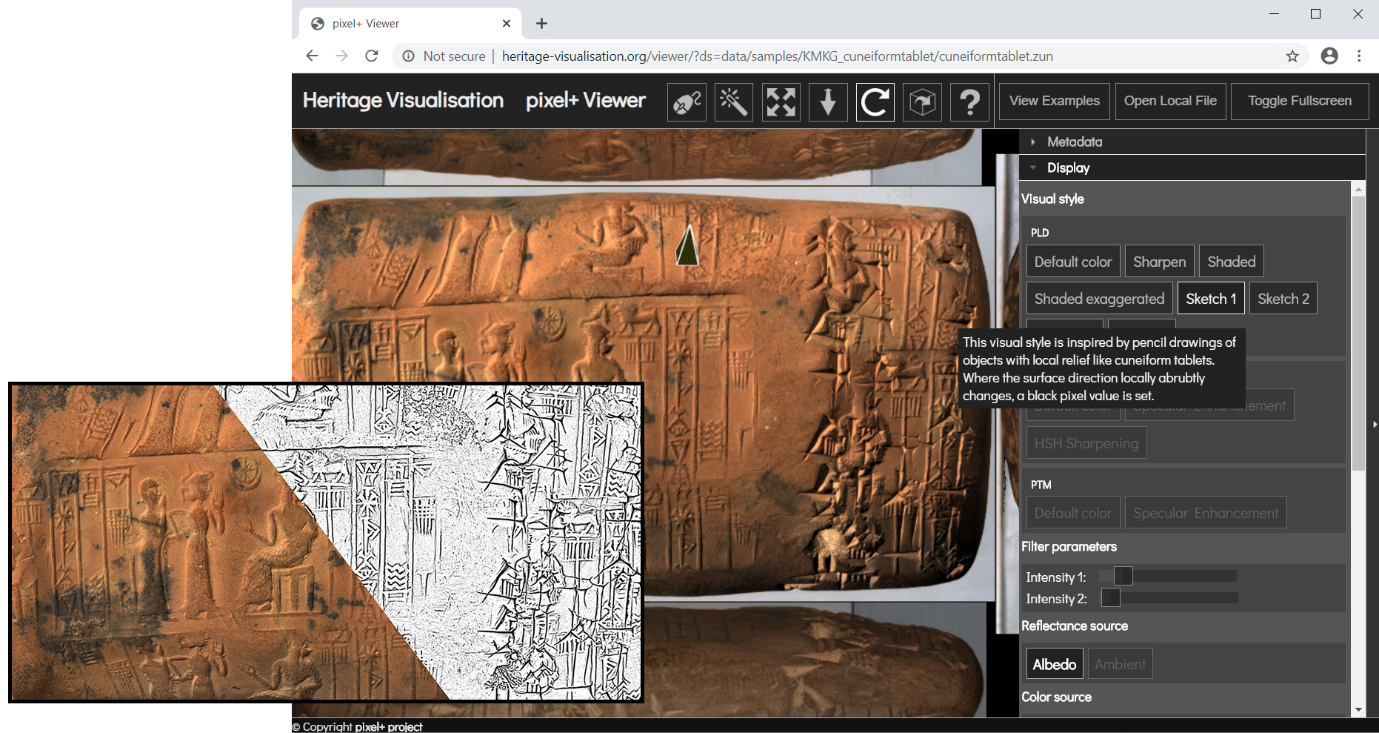 pixel+ Viewer
Not secure | heritage-visualisation.org/viewer/?ds=data/samples/KMKG_cuneiformtablet/cuneiformtablet.zun
Heritage Visualisation pixel+ Viewer ? View Examples Open Local File Toggle Fullscreen
Metadata
Display
Visual style
PLD
Default color Sharpen Shaded
Shaded exaggerated Sketch 1 Sketch 2
This visual style is inspired by pencil drawings of
objects with local relief like cuneiform tablets.
Where the surface direction locally abrubtly
changes, a black pixel value is set.
Default color Specular Enhancement
HSH Sharpening
PTM
Default color Specular Enhancement
Filter parameters
Intensity 1:
Intensity 2:
Reflectance source
Albedo Ambient
Color source
© Copyright pixel+ project